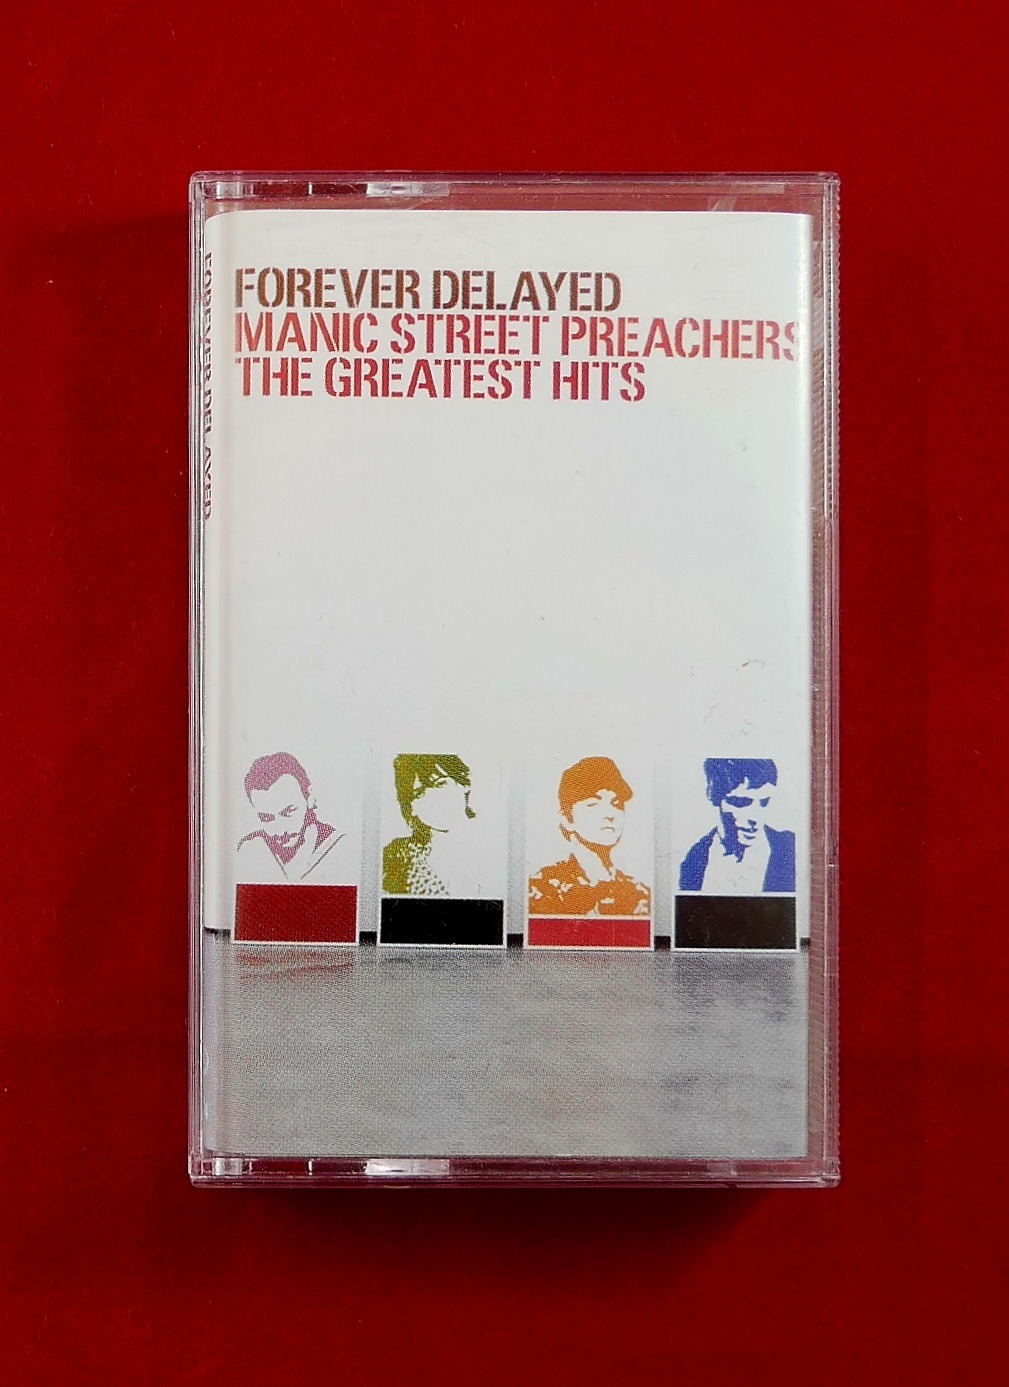 FOREVER DELAYED
MANIC STREET PREACHERS
THE GREATEST HITS
FOREVER DELAYED